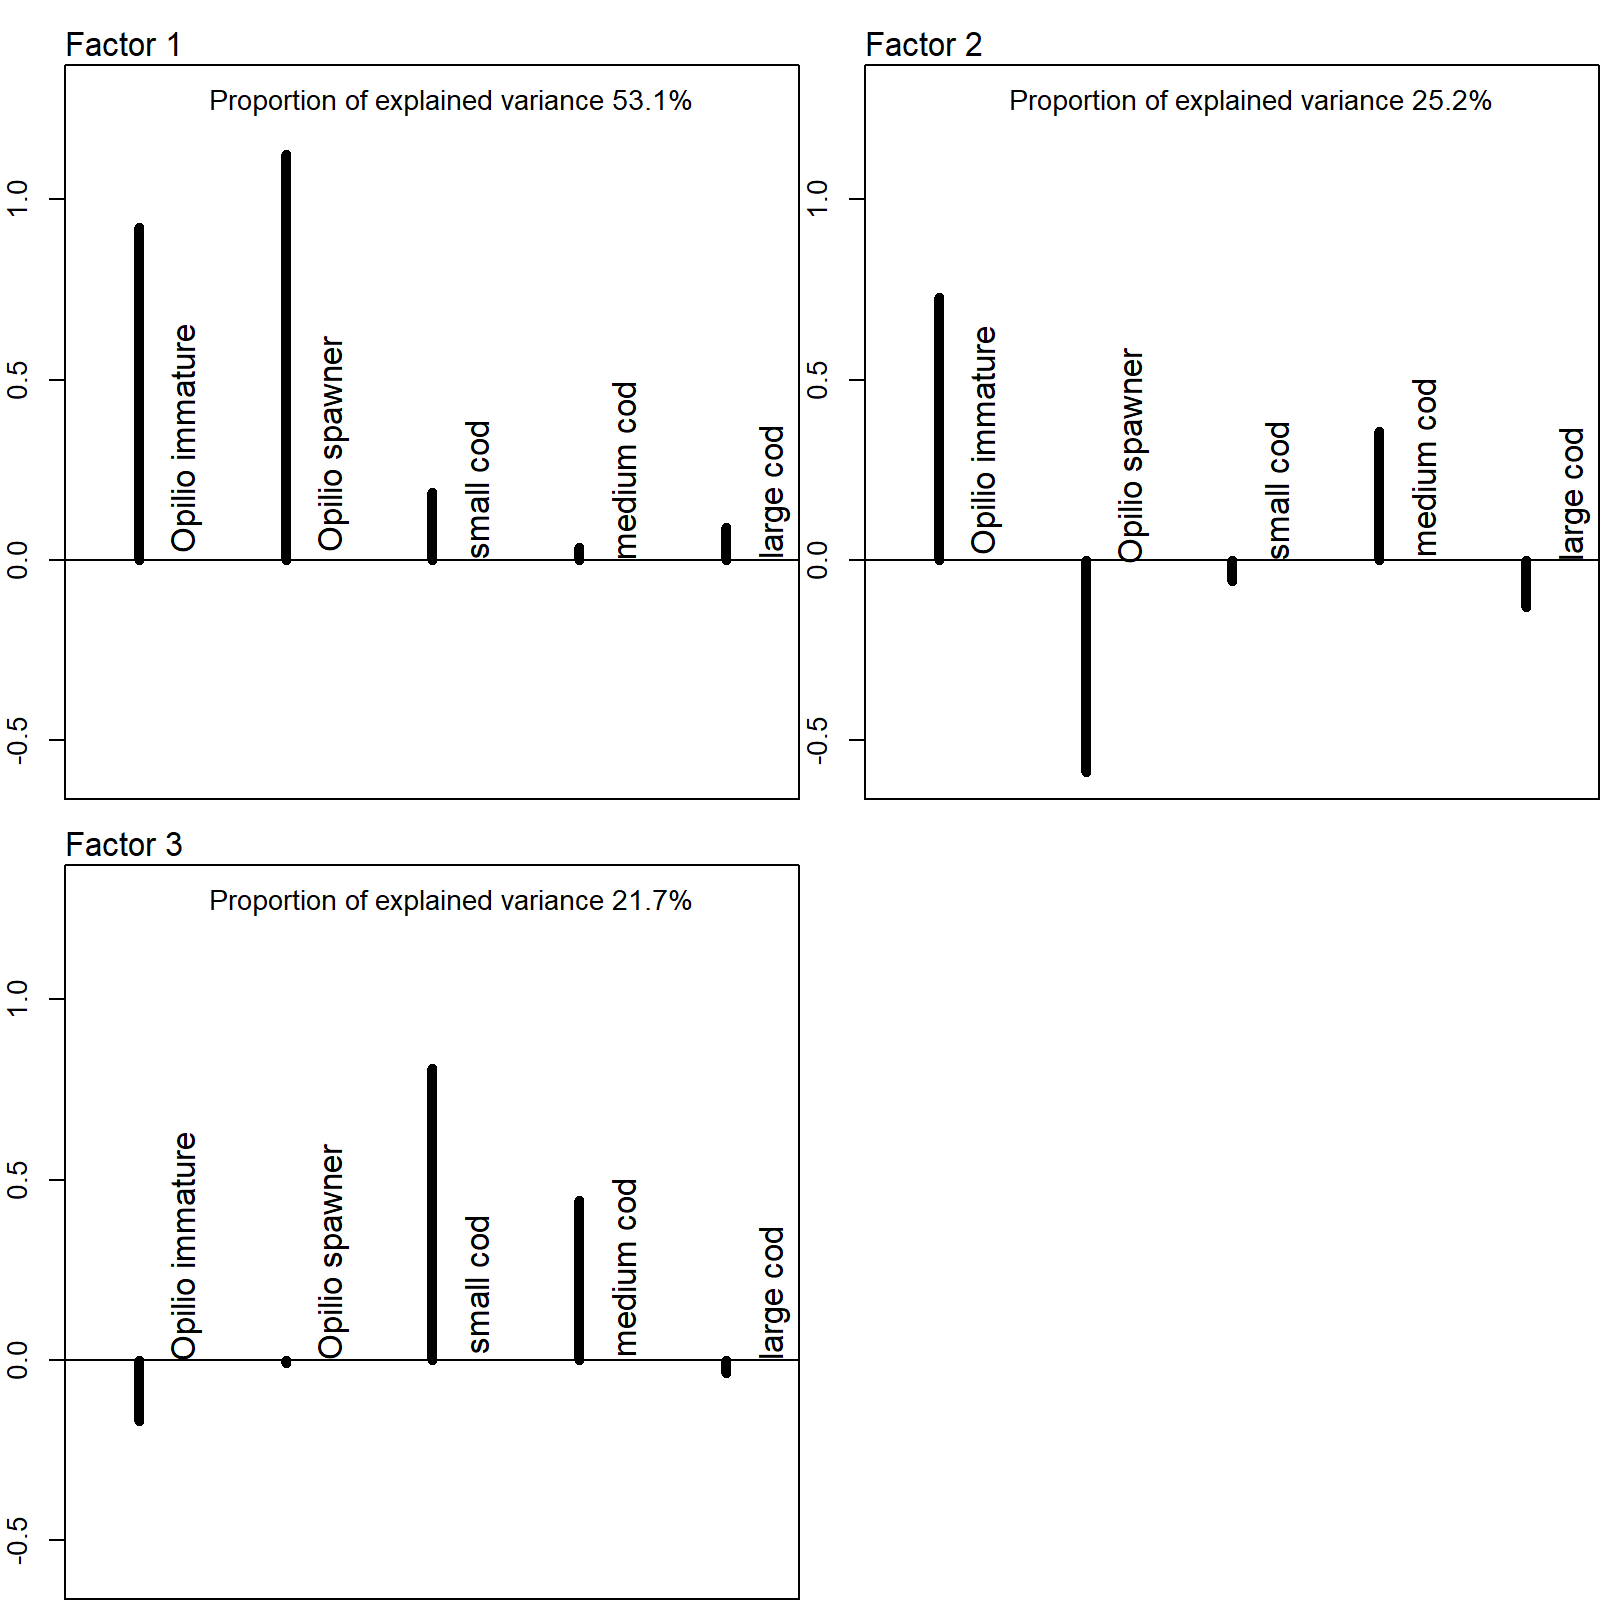 Factor 1
Proportion of explained variance 53.1%
1.0
0.5
0.0
-0.5
Opilio immature
Opilio spawner
small cod
medium cod
large cod
Factor 2
Proportion of explained variance 25.2%
1.0
0.5
0.0
-0.5
Opilio immature
Opilio spawner
small cod
medium cod
large cod
Factor 3
Proportion of explained variance 21.7%
1.0
0.5
0.0
-0.5
Opilio immature
Opilio spawner
small cod
medium cod
large cod